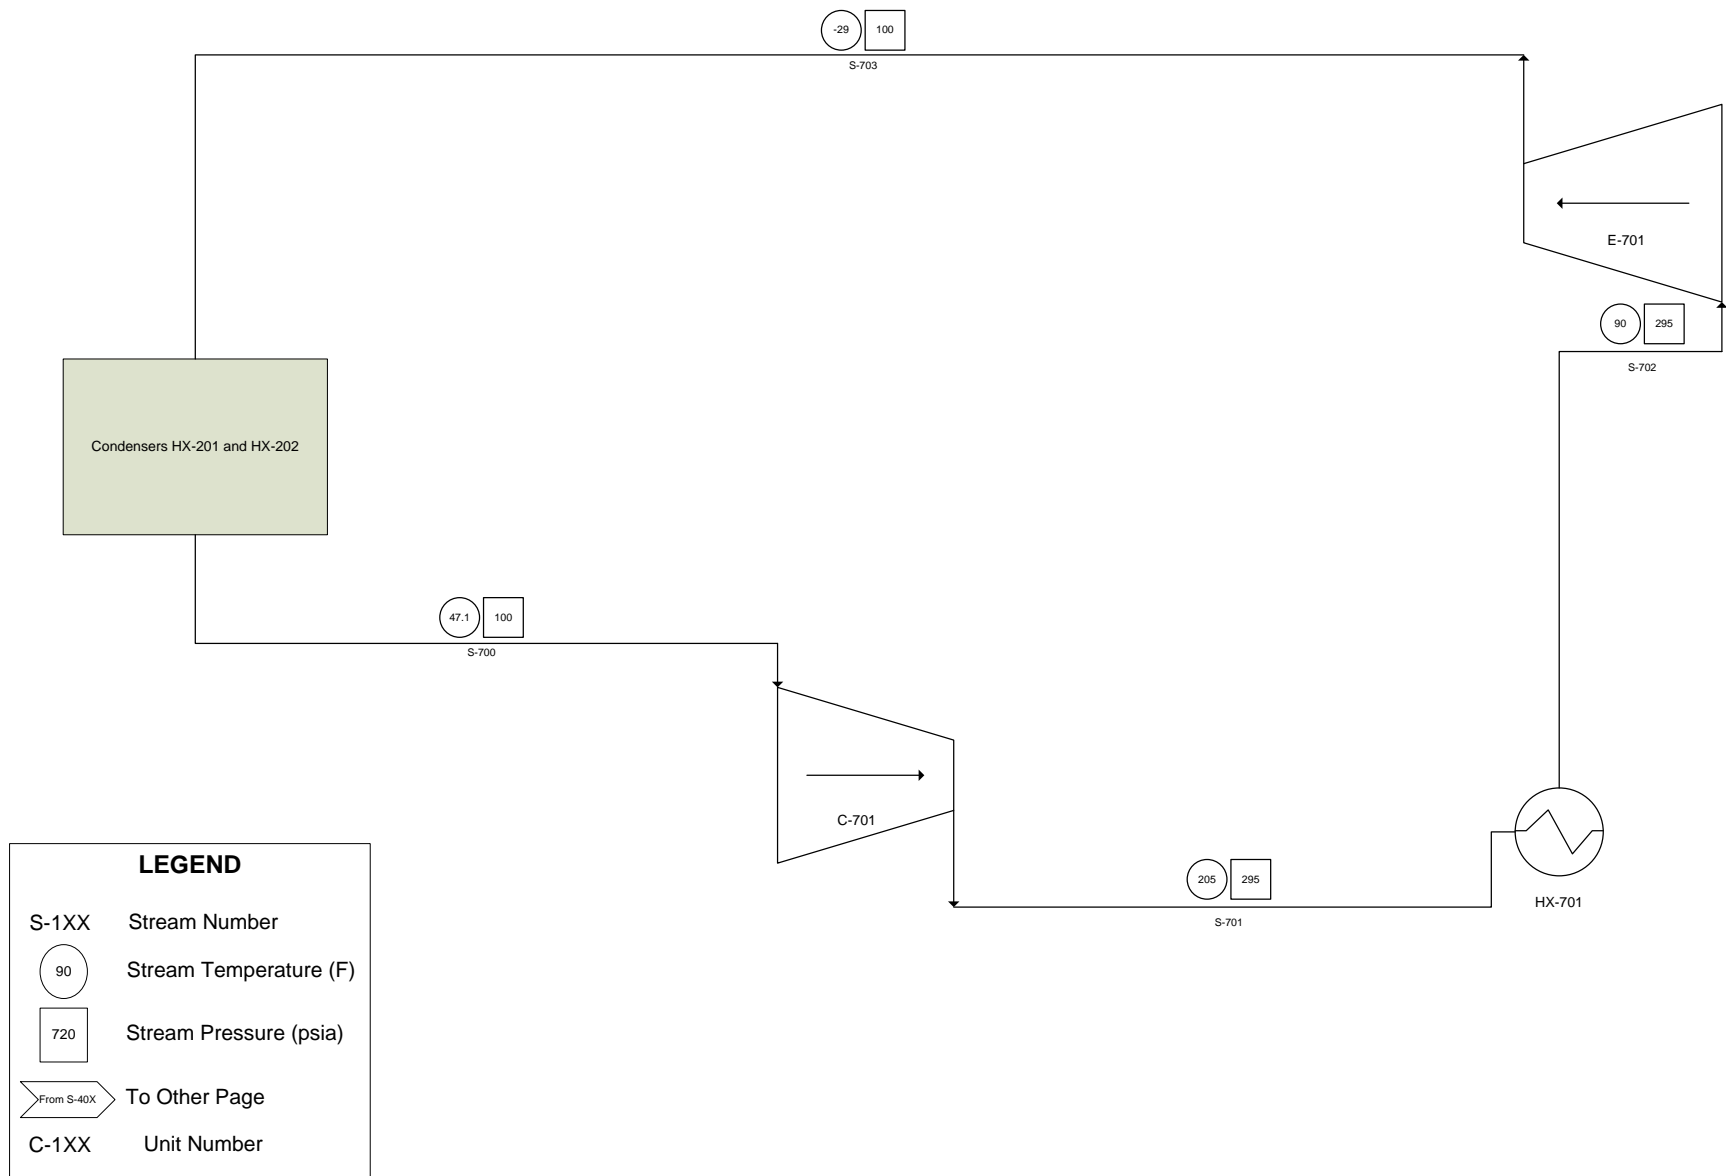 -29 100
S-703
E-701
90 295
S-702
Condensers HX-201 and HX-202
47.1 100
S-700
C-701
205 295
S-701
HX-701
LEGEND
S-1XX Stream Number
90 Stream Temperature (F)
720 Stream Pressure (psia)
From S-40X To Other Page
C-1XX Unit Number